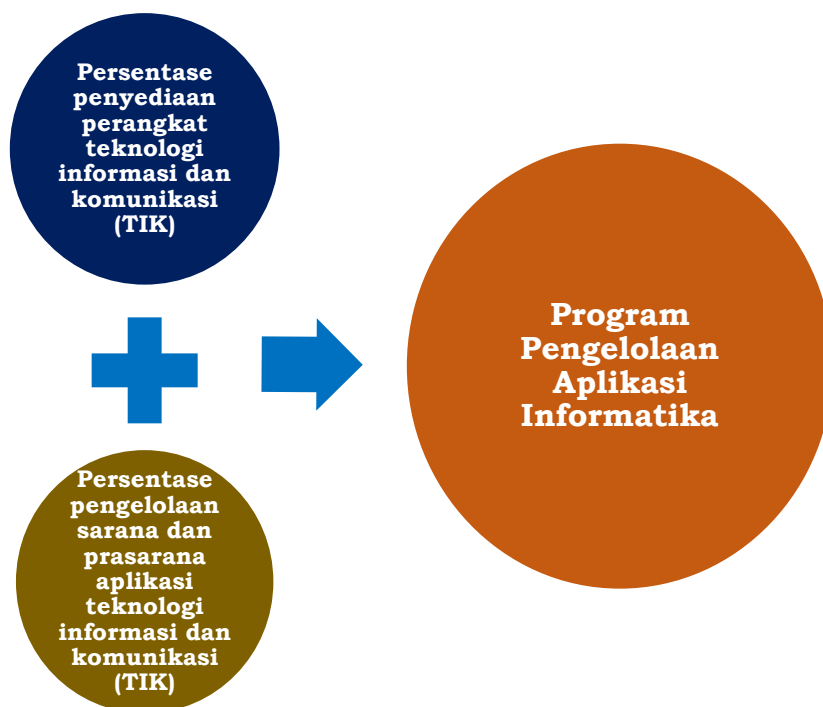 Persentase
penyediaan
perangkat
teknologi
informasi dan
komunikasi
(TIK)
Persentase
pengelolaan
sarana dan
prasarana
aplikasi
teknologi
informasi dan
komunikasi
(TIK)
Program
Pengelolaan
Aplikasi
Informatika